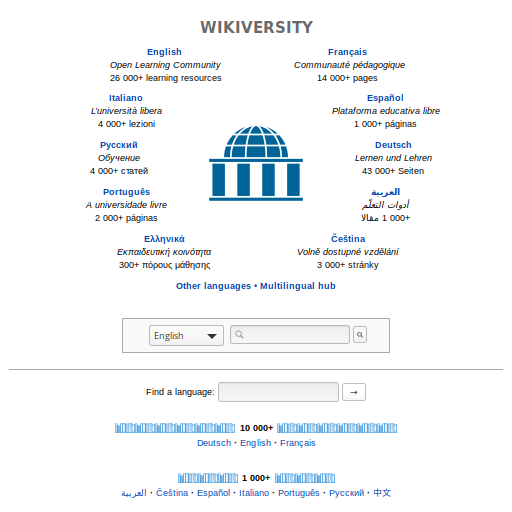 WIKIVERSITY
English
Open Learning Community
26 000+ learning resources
Français
Communauté pédagogique
14 000+ pages
Italiano
L'università libera
4 000+ lezioni
Español
Plataforma educativa libre
1 000+ páginas
Русский
Обучение
4 000+ статей
Deutsch
Lernen und Lehren
43 000+ Seiten
Português
A universidade livre
2 000+ páginas
العربية
أدوات التعلّم
1 000+ مقالا
Ελληνικά
Εκπαιδευτική κοινότητα
300+ πόρους μάθησης
Čeština
Volně dostupné vzdělání
3 000+ stránky
Other languages • Multilingual hub
English
Find a language: →
10 000+
Deutsch · English · Français
1 000+
العربية · Čeština · Español · Italiano · Português · Русский · 中文